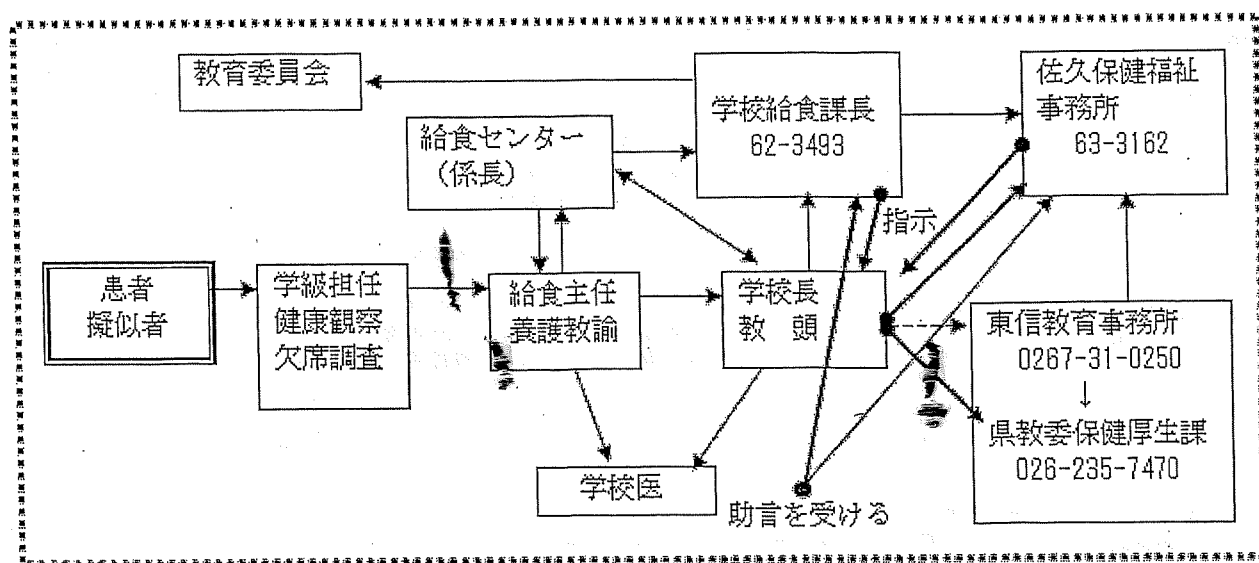 教育委員会
学校給食課長
62-3493
佐久保健福祉
事務所
63-3162
給食センター
(係長)
指示
患者
擬似者
学級担任
健康観察
欠席調査
給食主任
養護教諭
学校長
教 頭
東信教育事務所
0267-31-0250
↓
県教委保健厚生課
026-235-7470
学校医
助言を受ける